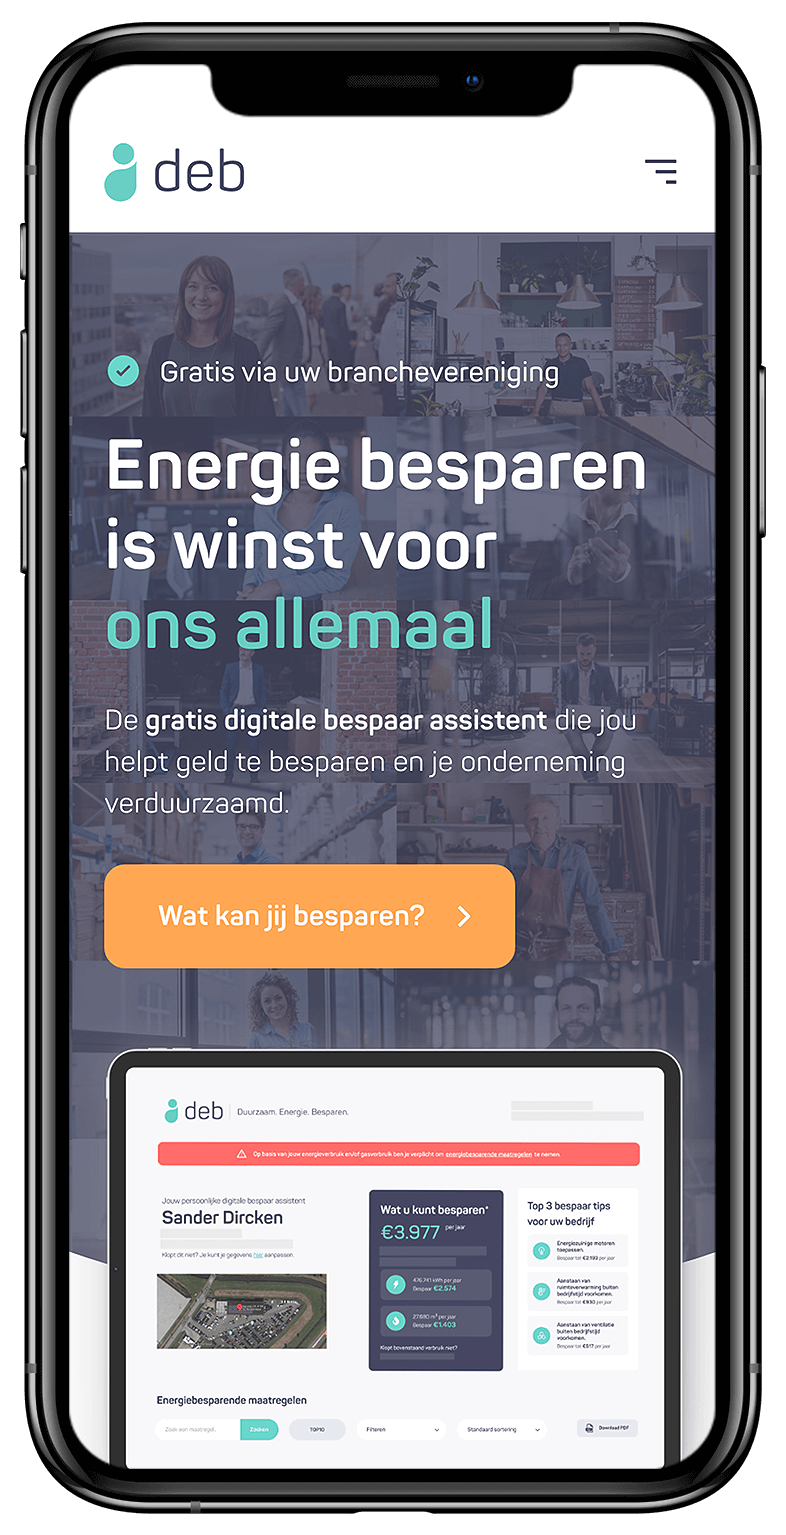 deb
Gratis via uw branchevereniging
Energie besparen
is winst voor
ons allemaal
De gratis digitale bespaar assistent die jou
helpt geld te besparen en je onderneming
verduurzaamd.
Wat kan jij besparen?
deb
Duurzaam. Energie. Besparen.
Op basis van jouw energieverbruik en/of gasverbruik ben je verplicht om energiebesparende maatregelen te nemen.
Jouw persoonlijke digitale bespaar assistent
Sander Dircken
Klopt dit niet? Je kunt je gegevens hier aanpassen.
Wat u kunt besparen*
€3.977 per jaar
kWh per jaar
Bespaar €2.574
27.680 m³ per jaar
Bespaar €1.403
Klopt bovenstaand verbruik niet?
Top 3 bespaar tips
voor uw bedrijf
Energiezuinige motoren
toepassen.
Bespaar tot €2.193 per jaar
Aanstaan van
ruimteverwarming buiten
bedrijfstijd voorkomen.
Bespaar tot €930 per jaar
Aanstaan van ventilatie
buiten bedrijfstijd
voorkomen.
Bespaar tot €517 per jaar
Energiebesparende maatregelen
Zoek een maatregel..
Zoeken
TOP10
Filteren
Standaard sortering
Download PDF